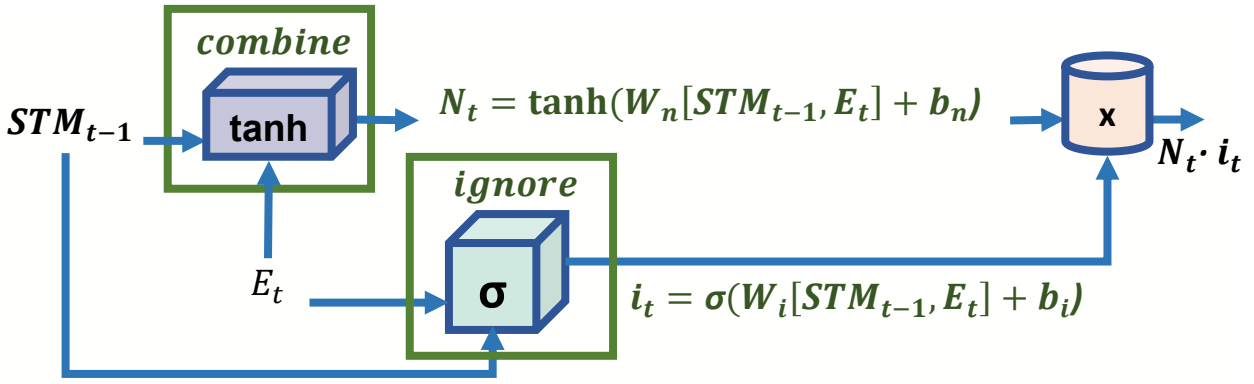 combine
STM_{t−1}
tanh
N_t = tanh(W_n[STM_{t−1}, E_t] + b_n)
x
N_t · i_t
ignore
E_t
σ
i_t = σ(W_i[STM_{t−1}, E_t] + b_i)